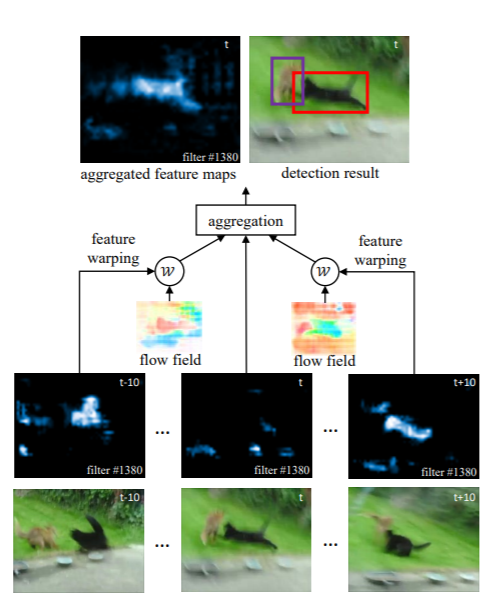 t
t
filter #1380
aggregated feature maps
detection result
aggregation
feature
warping
feature
warping
W
W
flow field
flow field
t-10
t
t+10
...
...
filter #1380
filter #1380
filter #1380
t-10
t
t+10
...
...